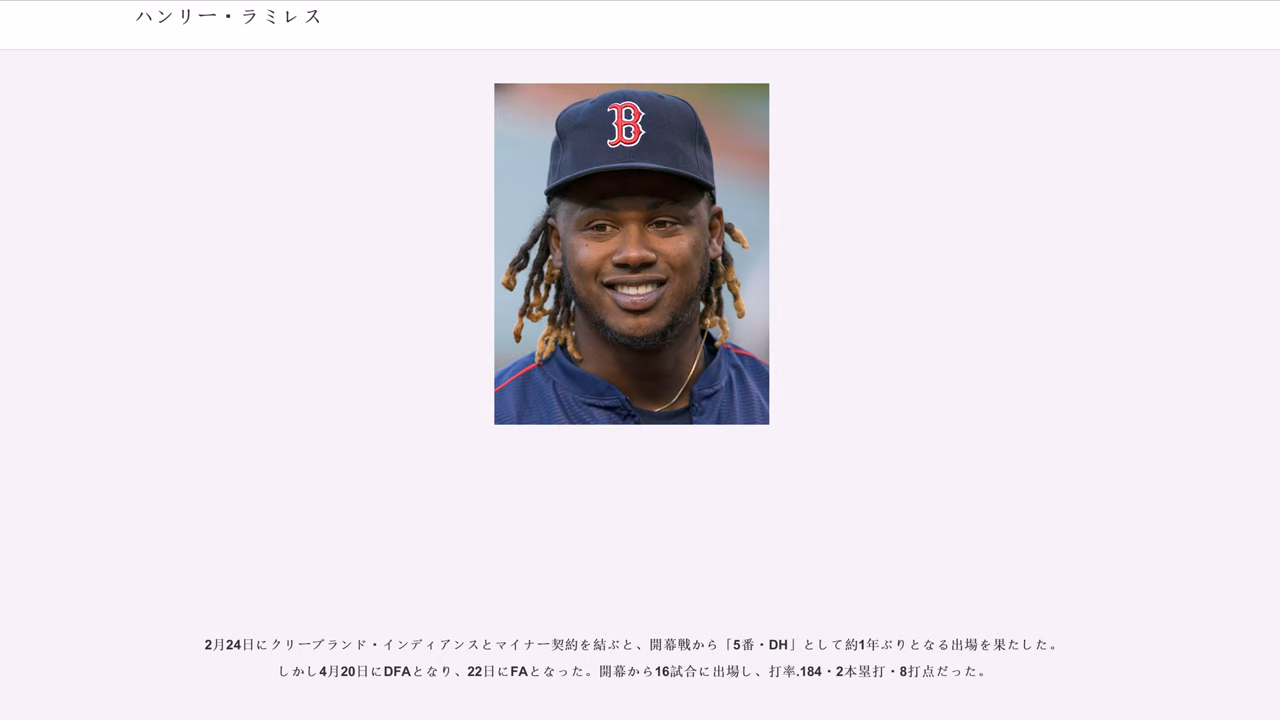 ハンリー・ラミレス
B
2月24日にクリーブランド・インディアンスとマイナー契約を結ぶと、開幕戦から「5番・DH」として約1年ぶりとなる出場を果たした。
しかし4月20日にDFAとなり、22日にFAとなった。開幕から16試合に出場し、打率.184・2本塁打・8打点だった。